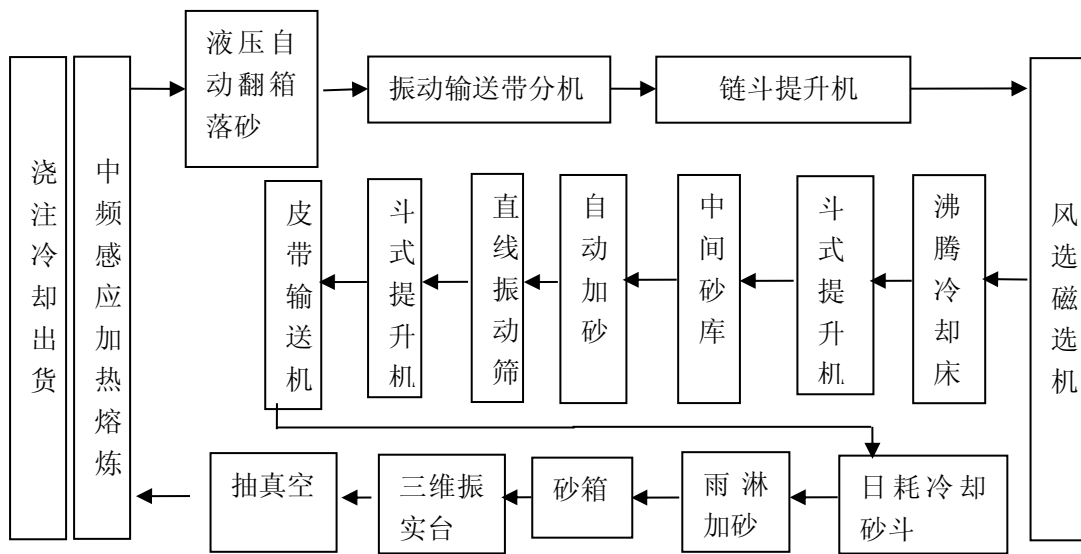 浇注冷却出货
中频感应加热熔炼
液压自
动翻箱
落砂
振动输送带分机
链斗提升机
风选磁选机
沸腾冷却床
斗式提升机
中间砂库
自动加砂
直线振动筛
斗式提升机
皮带输送机
日耗冷却
砂斗
雨淋
加砂
砂箱
三维振
实台
抽真空